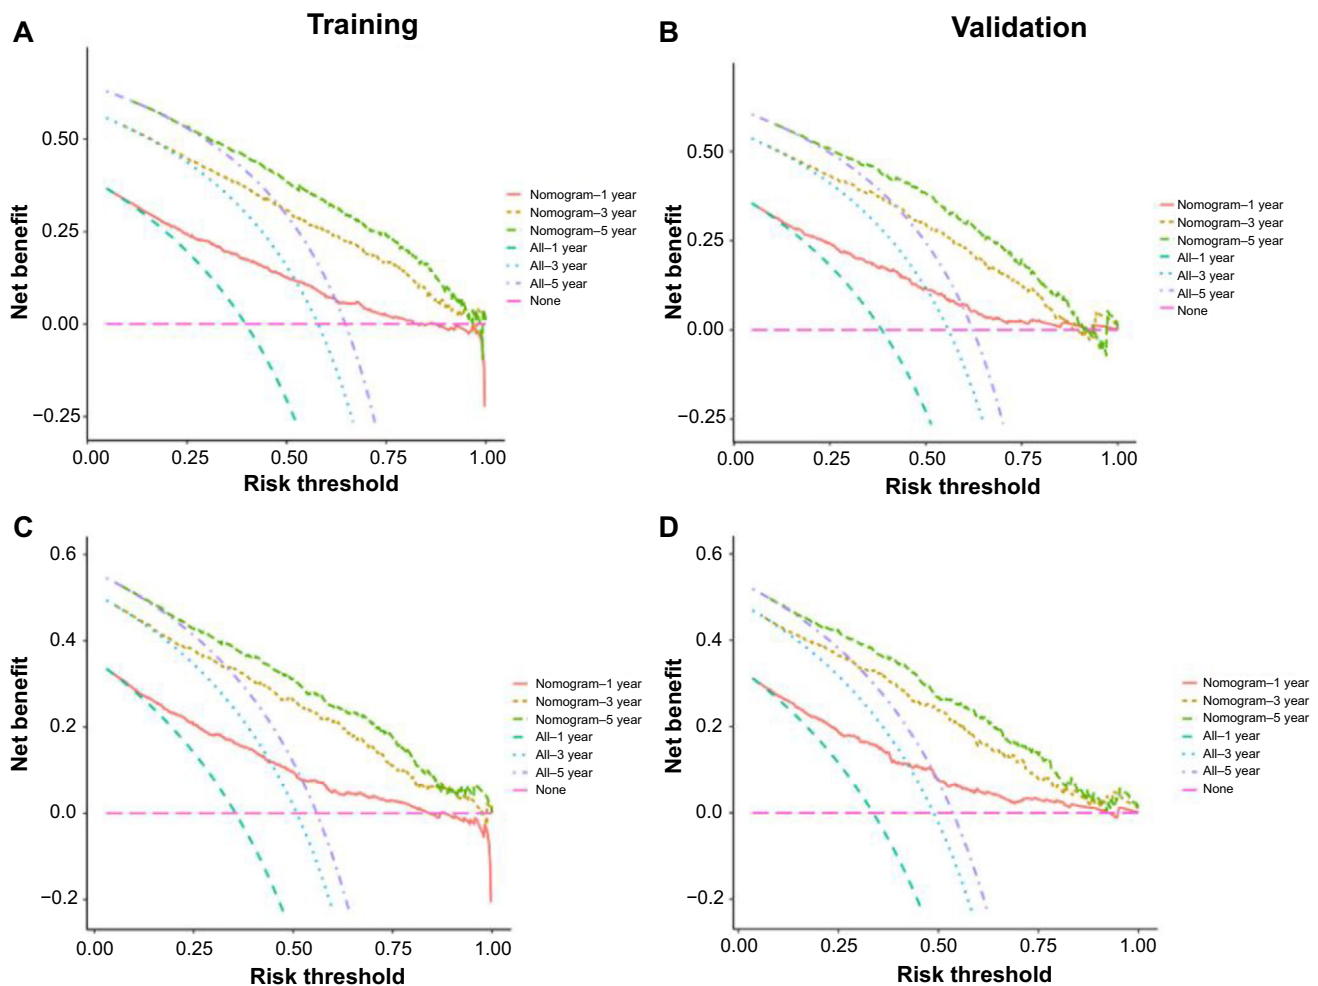 Training
Validation
A
Net benefit
0.50
0.25
0.00
−0.25
0.00 0.25 0.50 0.75 1.00
Risk threshold
Nomogram–1 year
Nomogram–3 year
Nomogram–5 year
All–1 year
All–3 year
All–5 year
None
B
Net benefit
0.50
0.25
0.00
−0.25
0.00 0.25 0.50 0.75 1.00
Risk threshold
Nomogram–1 year
Nomogram–3 year
Nomogram–5 year
All–1 year
All–3 year
All–5 year
None
C
Net benefit
0.6
0.4
0.2
0.0
−0.2
0.00 0.25 0.50 0.75 1.00
Risk threshold
Nomogram–1 year
Nomogram–3 year
Nomogram–5 year
All–1 year
All–3 year
All–5 year
None
D
Net benefit
0.6
0.4
0.2
0.0
−0.2
0.00 0.25 0.50 0.75 1.00
Risk threshold
Nomogram–1 year
Nomogram–3 year
Nomogram–5 year
All–1 year
All–3 year
All–5 year
None